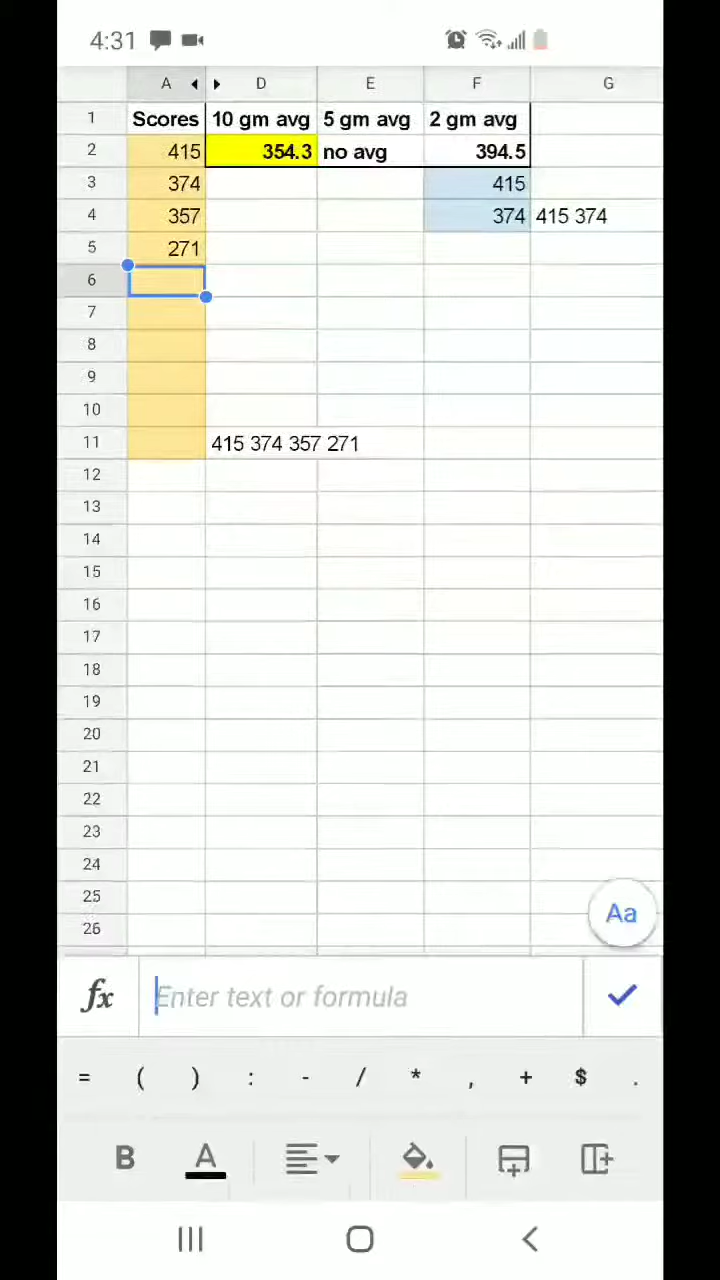 4:31
A D E F G
1 Scores 10 gm avg 5 gm avg 2 gm avg
2 415 354.3 no avg 394.5
3 374 415
4 357 374 415 374
5 271
6
7
8
9
10
11 415 374 357 271
12
13
14
15
16
17
18
19
20
21
22
23
24
25
26
Aa
fx Enter text or formula
= ( ) : - / * , + $ .
B A